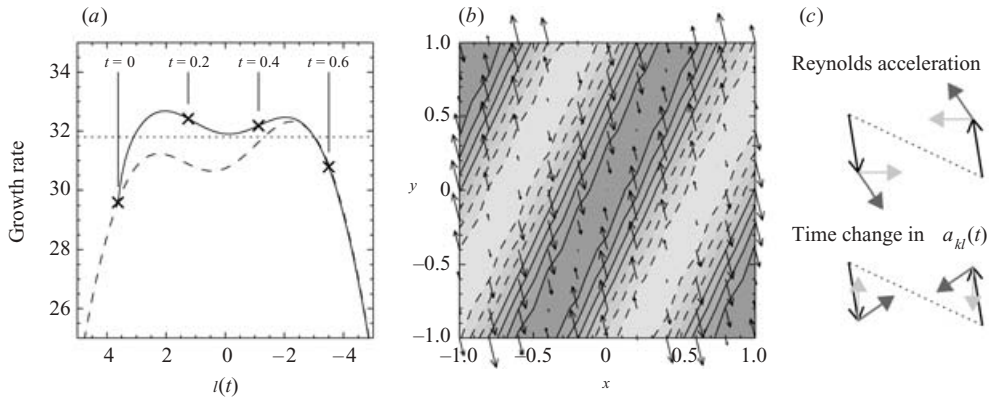 (a)
(b)
(c)
t = 0
t = 0.2
t = 0.4
t = 0.6
34
32
30
28
26
Growth rate
4
2
0
−2
−4
l(t)
1.0
0.5
0
−0.5
−1.0
y
−1.0
−0.5
0
0.5
1.0
x
Reynolds acceleration
Time change in a_{kl}(t)